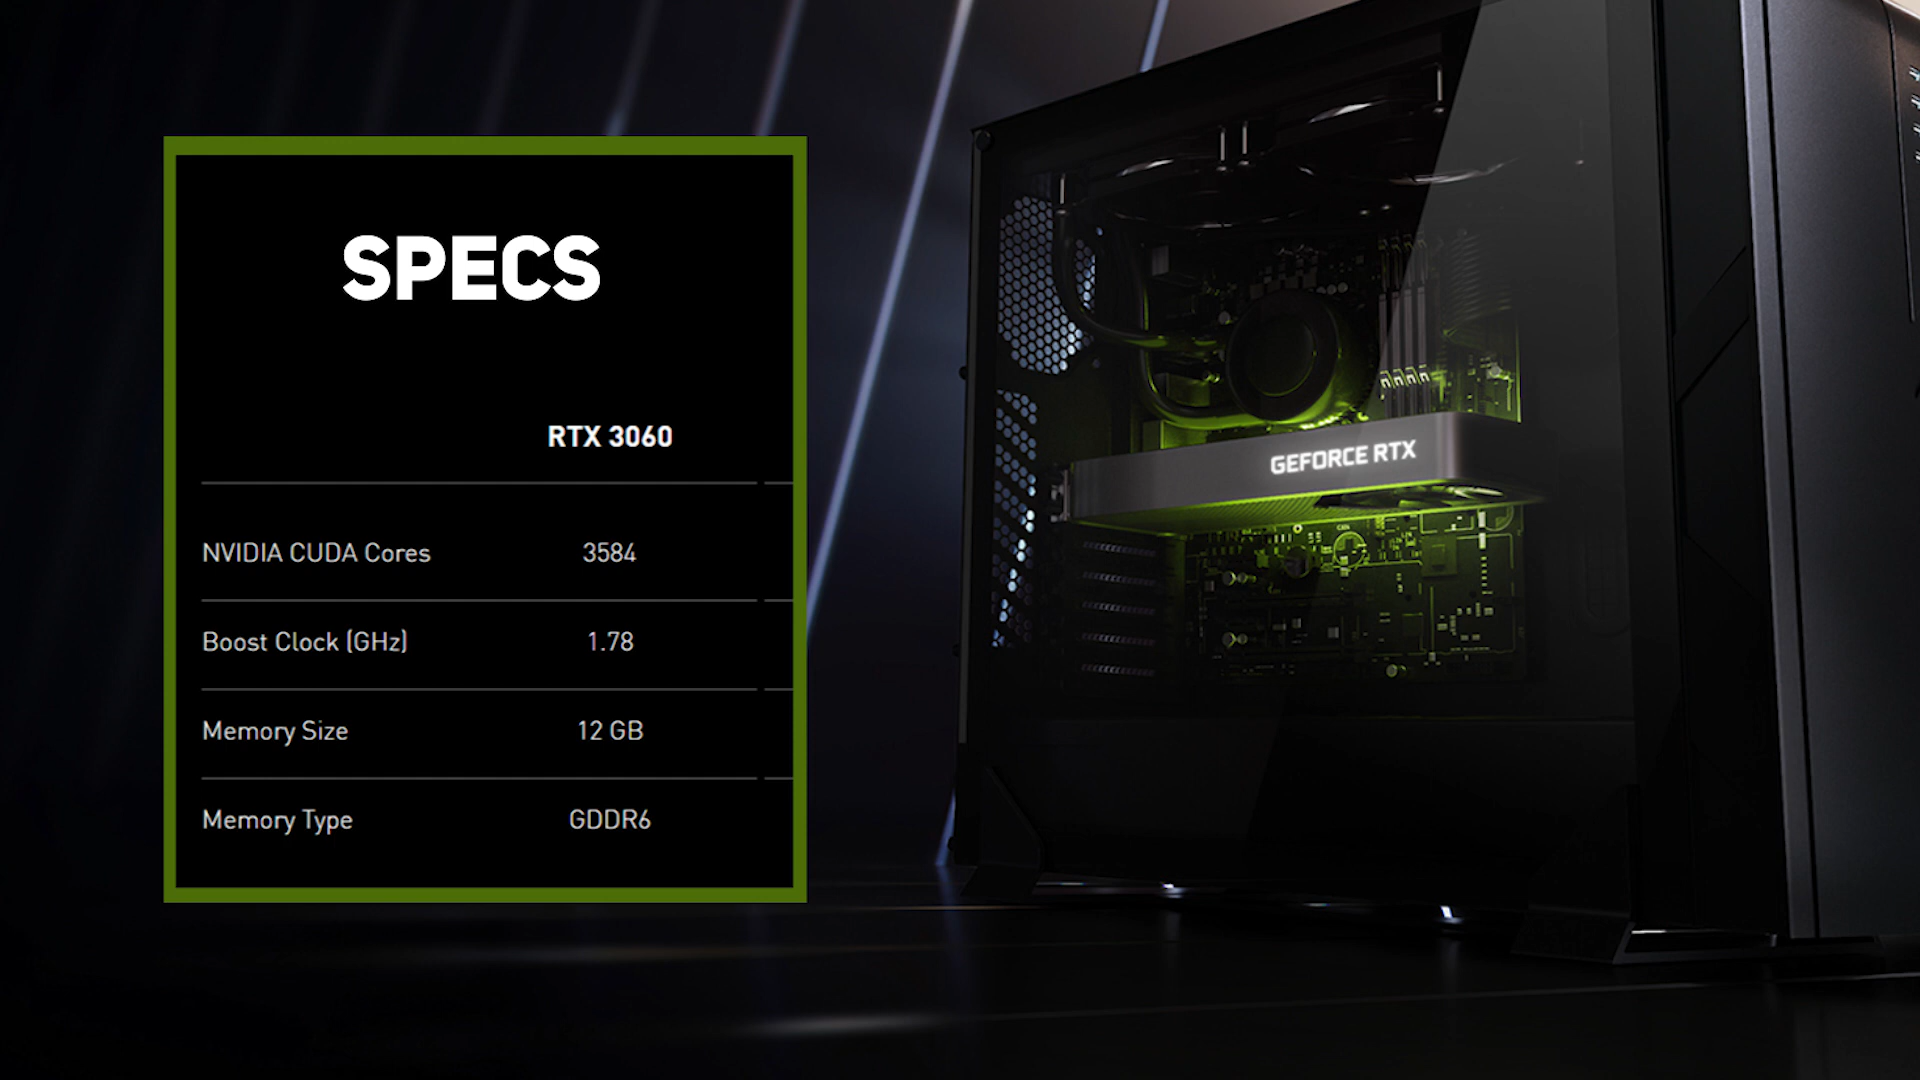 SPECS
RTX 3060
NVIDIA CUDA Cores 3584
Boost Clock (GHz) 1.78
Memory Size 12 GB
Memory Type GDDR6
GEFORCE RTX